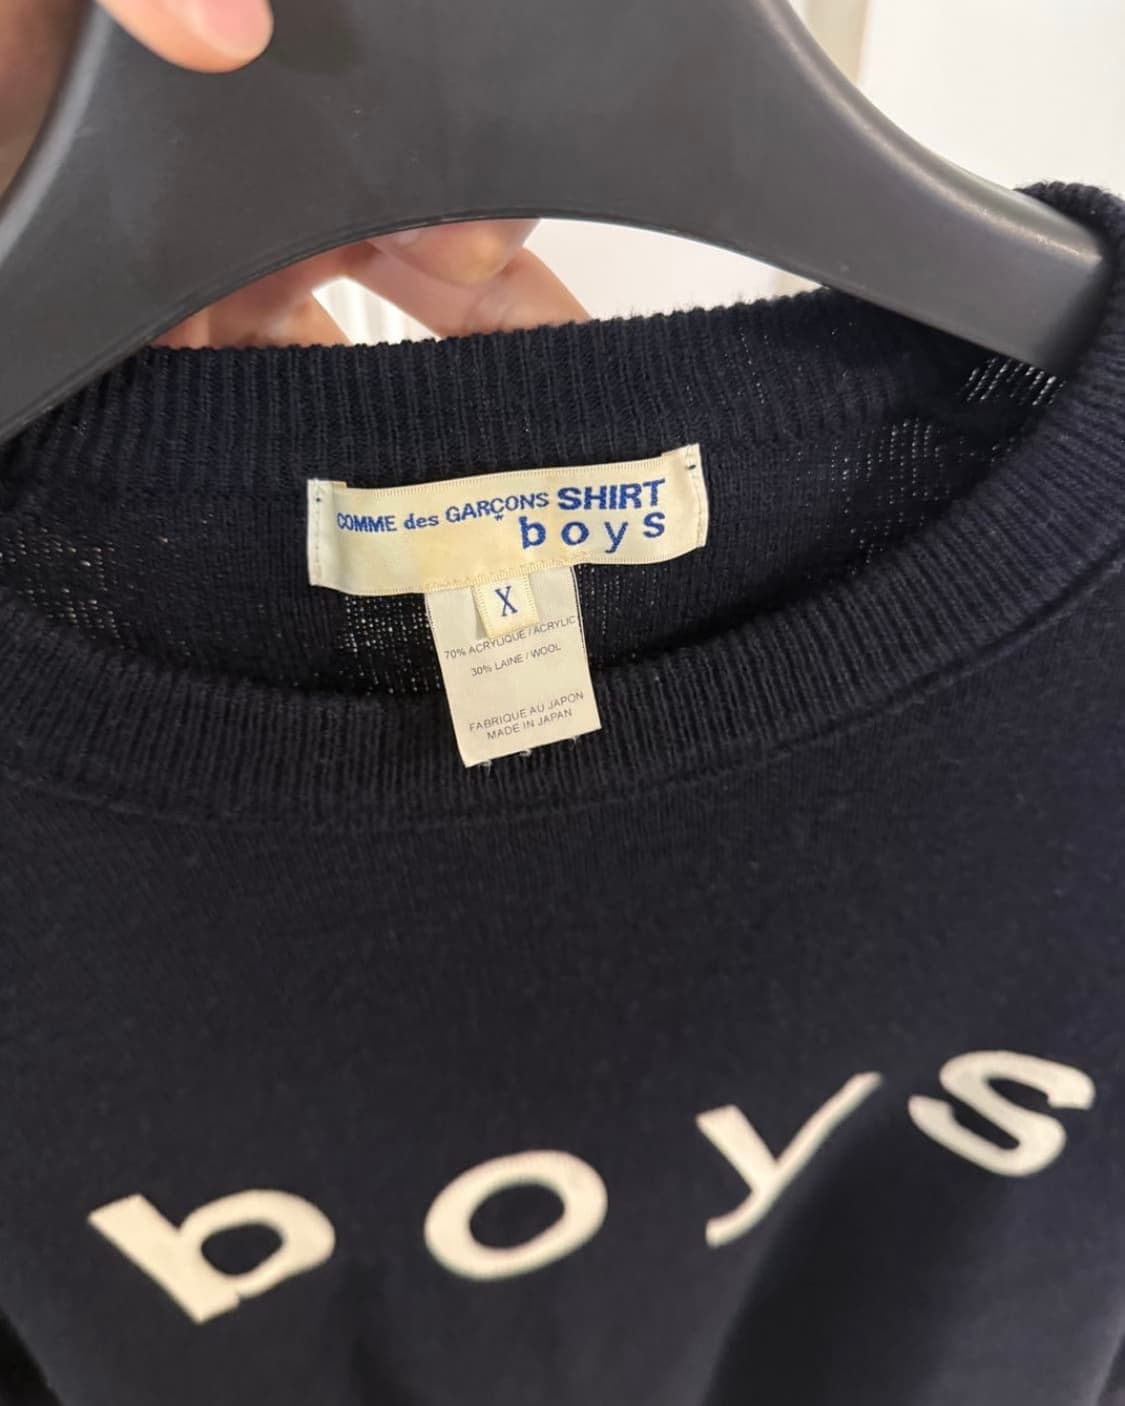 COMME des GARÇONS SHIRT
* boys
X
70% ACRYLIQUE / ACRYLIC
30% LAINE / WOOL
FABRIQUE AU JAPON
MADE IN JAPAN
boys